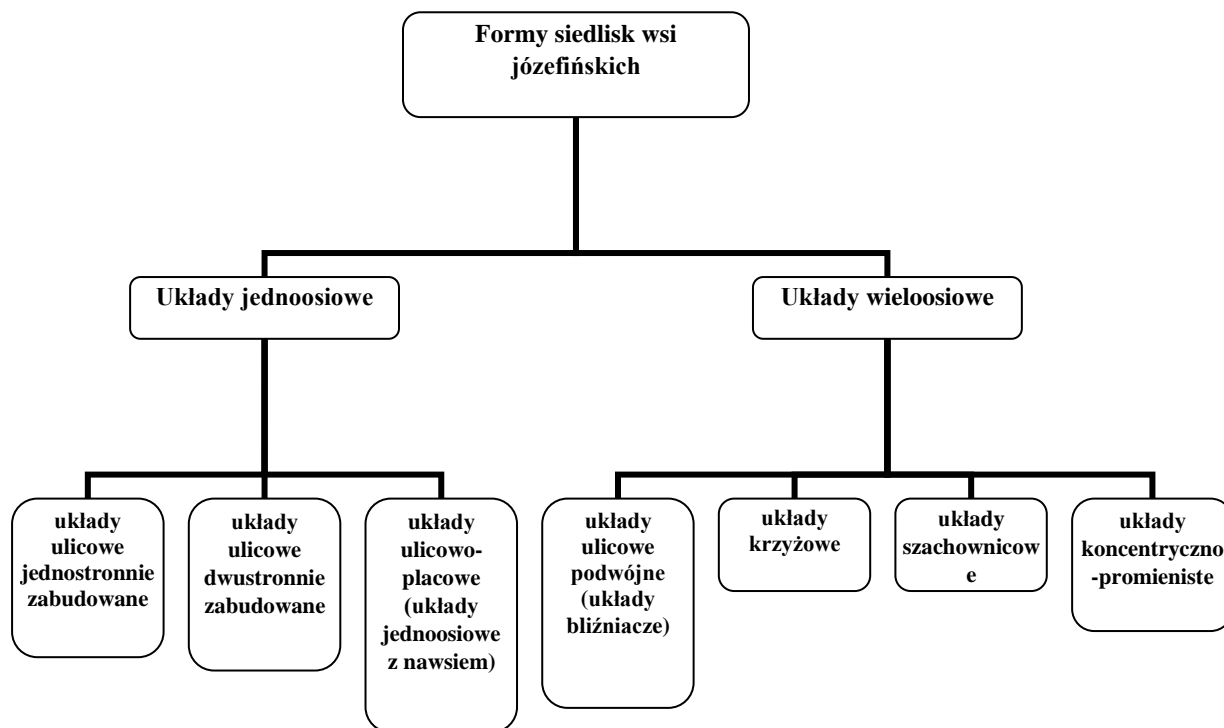 Formy siedlisk wsi
józefińskich
Układy jednoosiowe
Układy wieloosiowe
układy
ulicowe
jednostronnie
zabudowane
układy
ulicowe
dwustronnie
zabudowane
układy
ulicowo-
placowe
(układy
jednoosiowe
z nawsiem)
układy
ulicowe
podwójne
(układy
bliźniacze)
układy
krzyżowe
układy
szachownicow
e
układy
koncentryczno
-promieniste